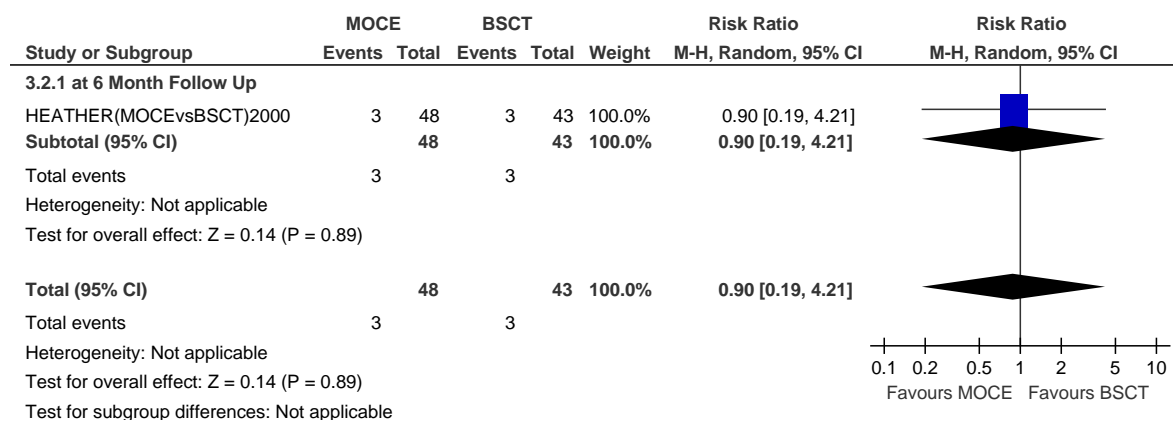 MOCE BSCT Risk Ratio Risk Ratio
Study or Subgroup Events Total Events Total Weight M-H, Random, 95% CI M-H, Random, 95% CI
3.2.1 at 6 Month Follow Up
HEATHER(MOCEvsBSCT)2000 3 48 3 43 100.0% 0.90 [0.19, 4.21]
Subtotal (95% CI) 48 43 100.0% 0.90 [0.19, 4.21]
Total events 3 3
Heterogeneity: Not applicable
Test for overall effect: Z = 0.14 (P = 0.89)
Total (95% CI) 48 43 100.0% 0.90 [0.19, 4.21]
Total events 3 3
Heterogeneity: Not applicable
Test for overall effect: Z = 0.14 (P = 0.89)
Test for subgroup differences: Not applicable
0.1 0.2 0.5 1 2 5 10
Favours MOCE Favours BSCT